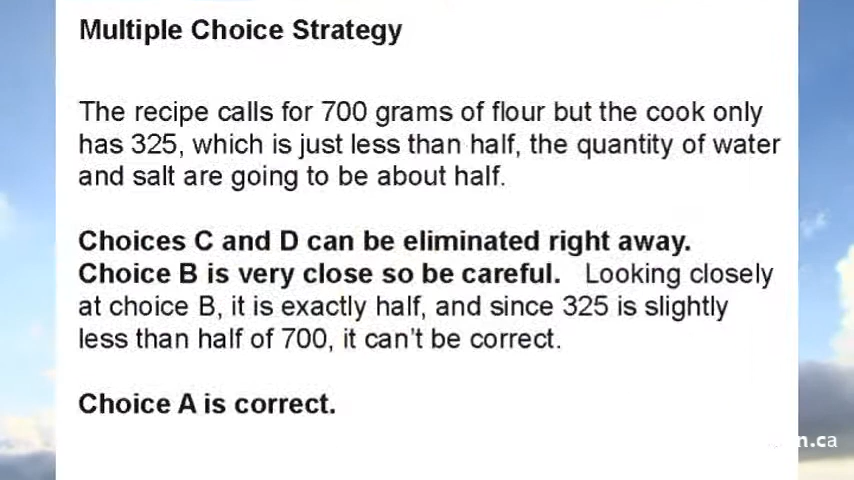 Multiple Choice Strategy
The recipe calls for 700 grams of flour but the cook only
has 325, which is just less than half, the quantity of water
and salt are going to be about half.
Choices C and D can be eliminated right away.
Choice B is very close so be careful. Looking closely
at choice B, it is exactly half, and since 325 is slightly
less than half of 700, it can't be correct.
Choice A is correct.